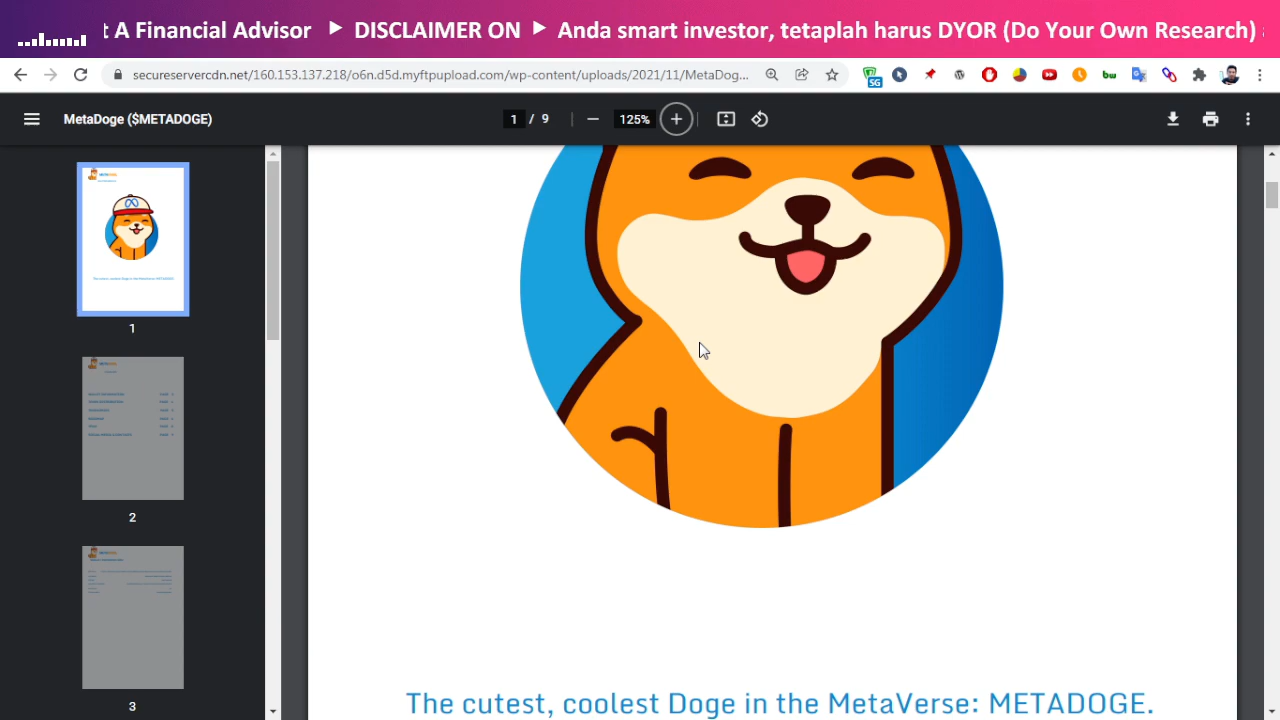 t A Financial Advisor ► DISCLAIMER ON ► Anda smart investor, tetaplah harus DYOR (Do Your Own Research) a
secureservercdn.net/160.153.137.218/o6n.d5d.myftpupload.com/wp-content/uploads/2021/11/MetaDog...
SG
bw
MetaDoge ($METADOGE)
1 / 9
125%
1
2
3
The cutest, coolest Doge in the MetaVerse: METADOGE.